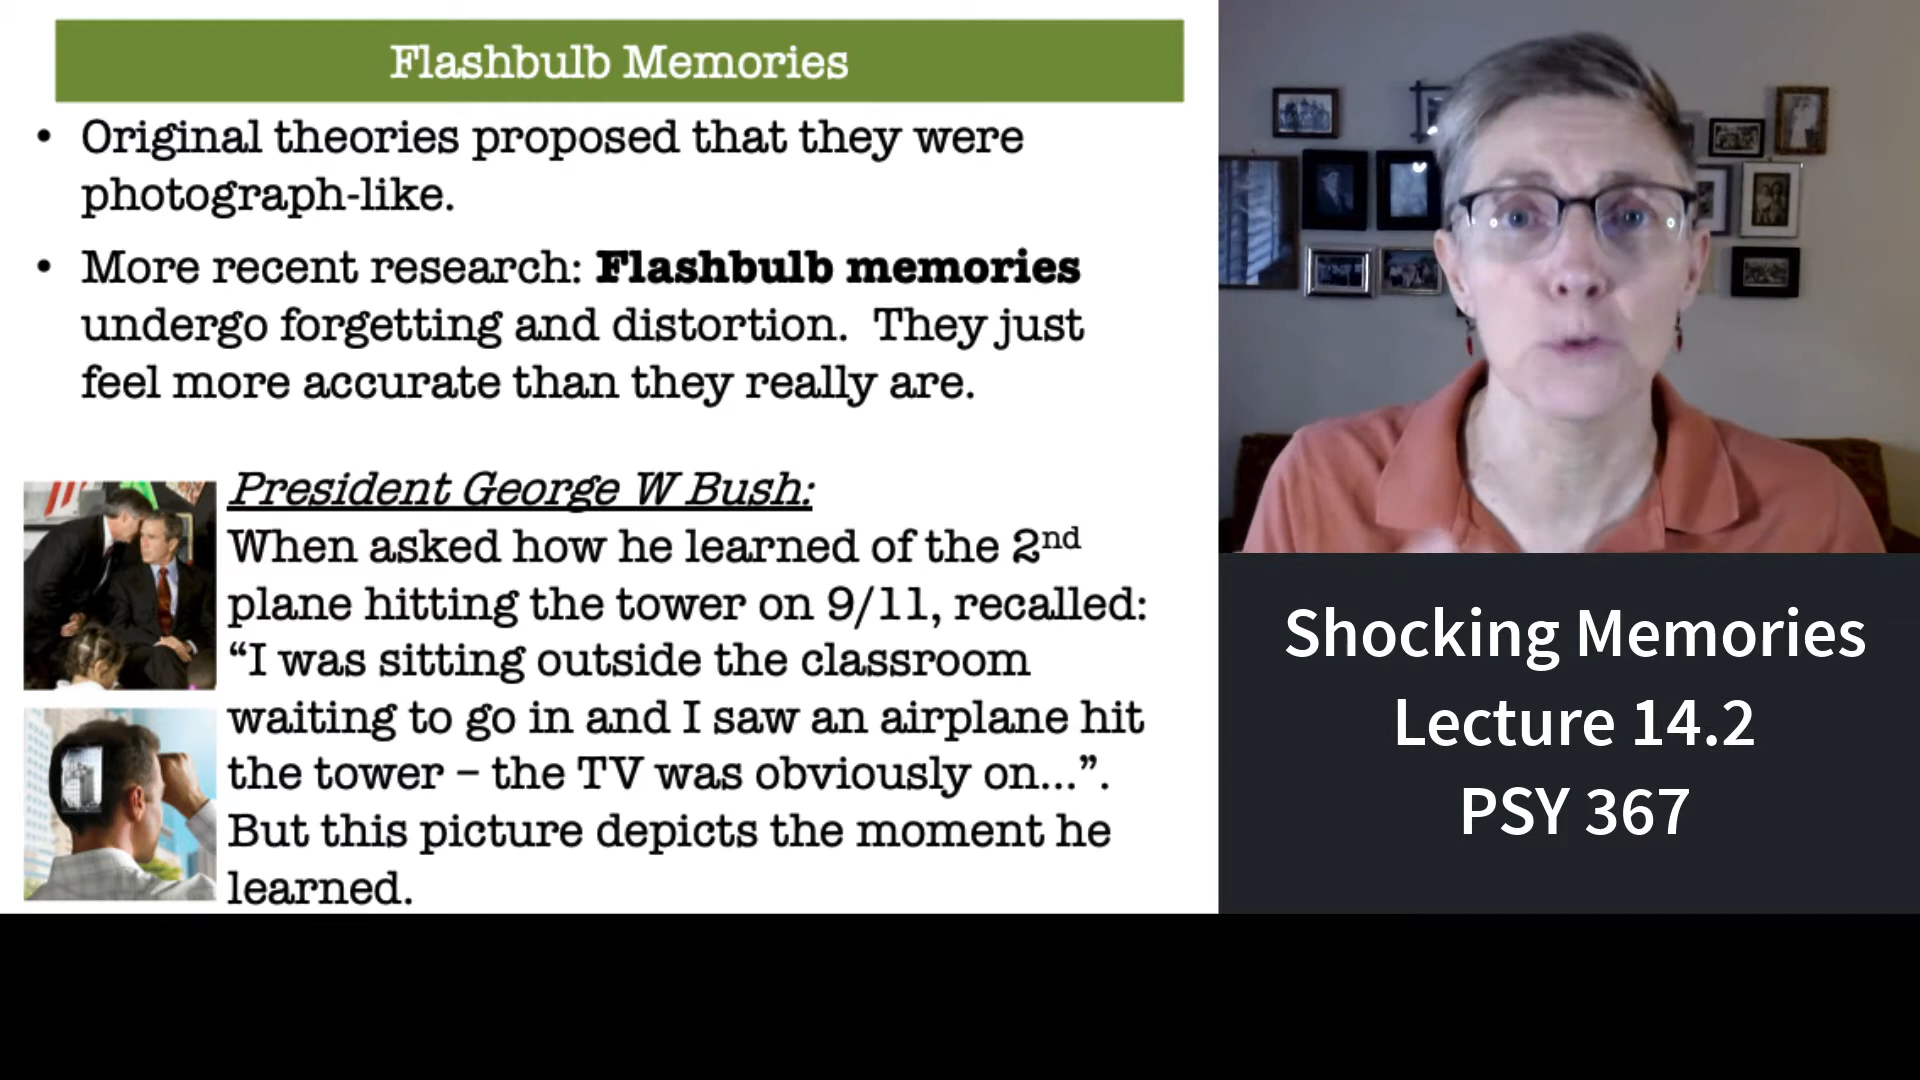 Flashbulb Memories
• Original theories proposed that they were
photograph-like.
• More recent research: Flashbulb memories
undergo forgetting and distortion. They just
feel more accurate than they really are.
President George W Bush:
When asked how he learned of the 2nd
plane hitting the tower on 9/11, recalled:
“I was sitting outside the classroom
waiting to go in and I saw an airplane hit
the tower – the TV was obviously on...”.
But this picture depicts the moment he
learned.
Shocking Memories
Lecture 14.2
PSY 367